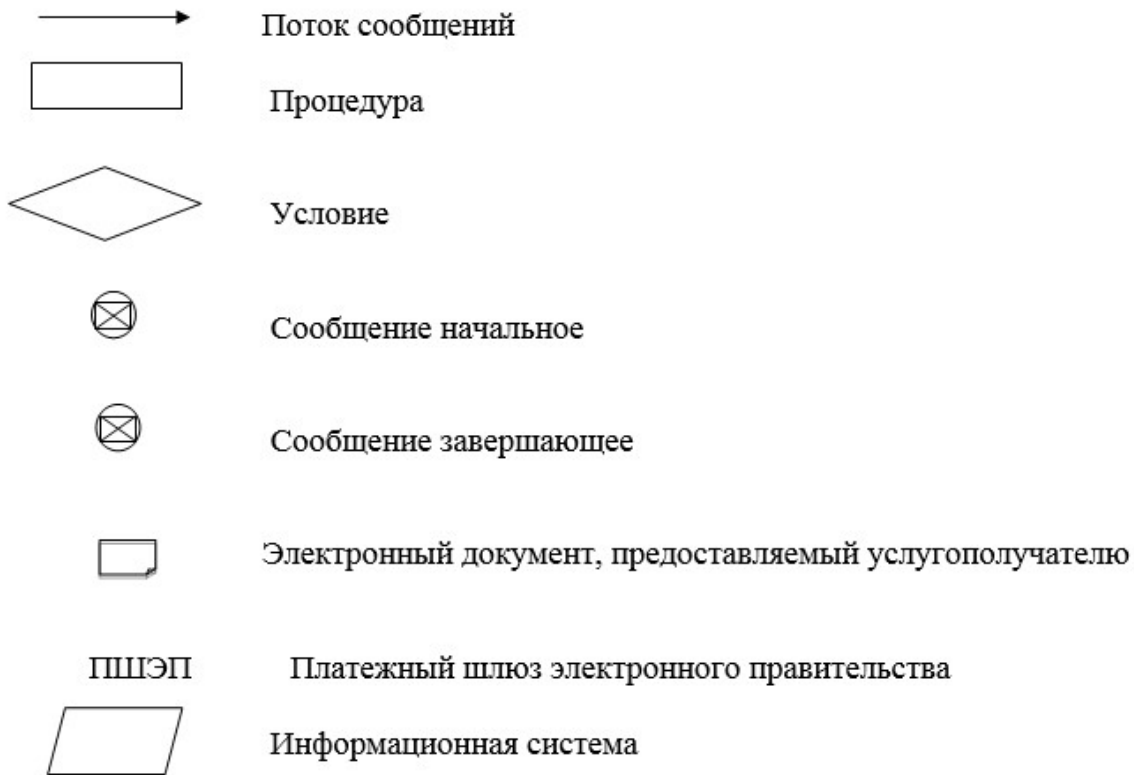 Поток сообщений
Процедура
Условие
Сообщение начальное
Сообщение завершающее
Электронный документ, предоставляемый услугополучателю
ПШЭП Платежный шлюз электронного правительства
Информационная система